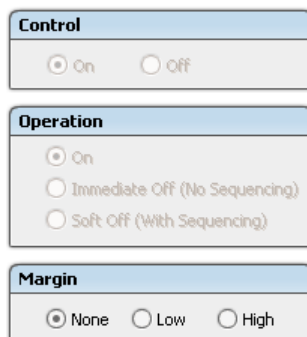 Control
On Off
Operation
On
Immediate Off (No Sequencing)
Soft Off (With Sequencing)
Margin
None Low High